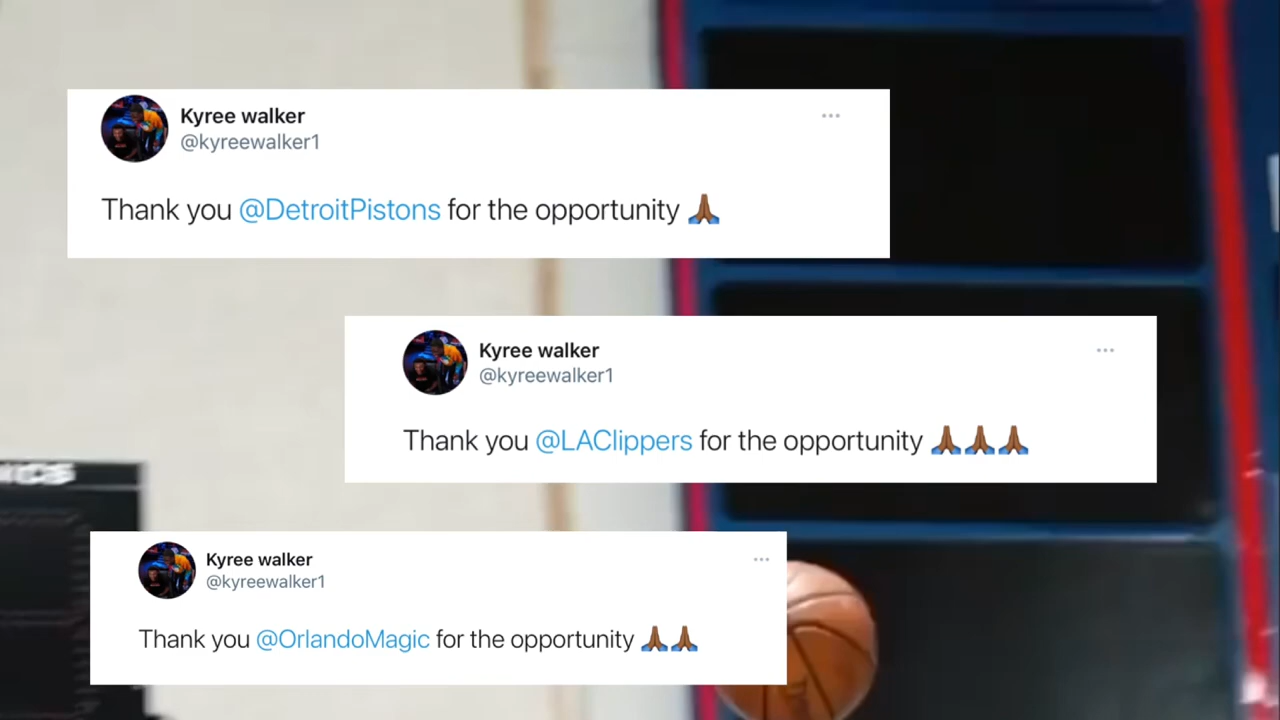 Kyree walker
@kyreewalker1
Thank you @DetroitPistons for the opportunity 🙏🏾
Kyree walker
@kyreewalker1
Thank you @LAClippers for the opportunity 🙏🏾🙏🏾🙏🏾
Kyree walker
@kyreewalker1
Thank you @OrlandoMagic for the opportunity 🙏🏾🙏🏾